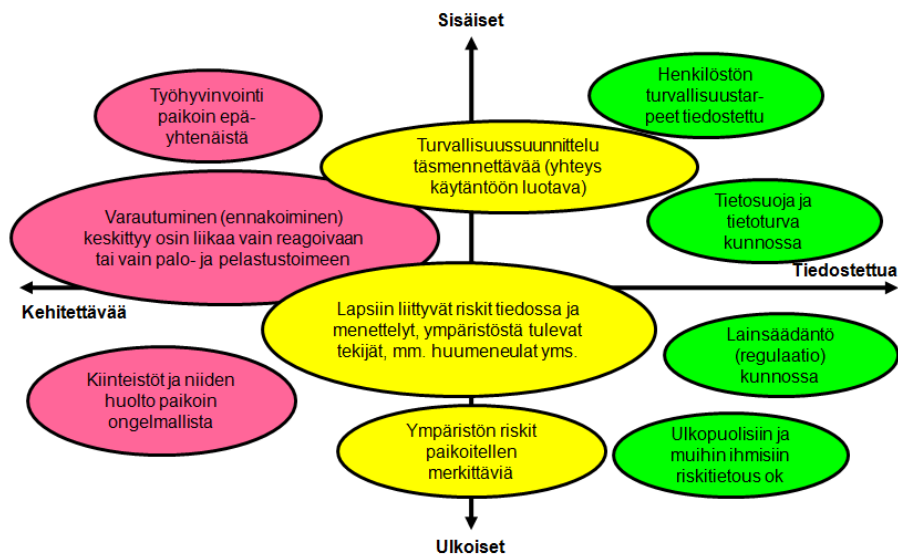 Sisäiset
Henkilöstön
turvallisuustar-
peet tiedostettu
Työhyvinvointi
paikoin epä-
yhtenäistä
Turvallisuussuunnittelu
täsmennettävää (yhteys
käytäntöön luotava)
Tietosuoja ja
tietoturva
kunnossa
Varautuminen (ennakoiminen)
keskittyy osin liikaa vain reagoivaan
tai vain palo- ja pelastustoimeen
Tiedostettua
Kehitettävää
Lapsiin liittyvät riskit tiedossa ja
menettelyt, ympäristöstä tulevat
tekijät, mm. huumeneulat yms.
Lainsäädäntö
(regulaatio)
kunnossa
Kiinteistöt ja niiden
huolto paikoin
ongelmallista
Ympäristön riskit
paikoitellen
merkittäviä
Ulkopuolisiin ja
muihin ihmisiin
riskitietous ok
Ulkoiset